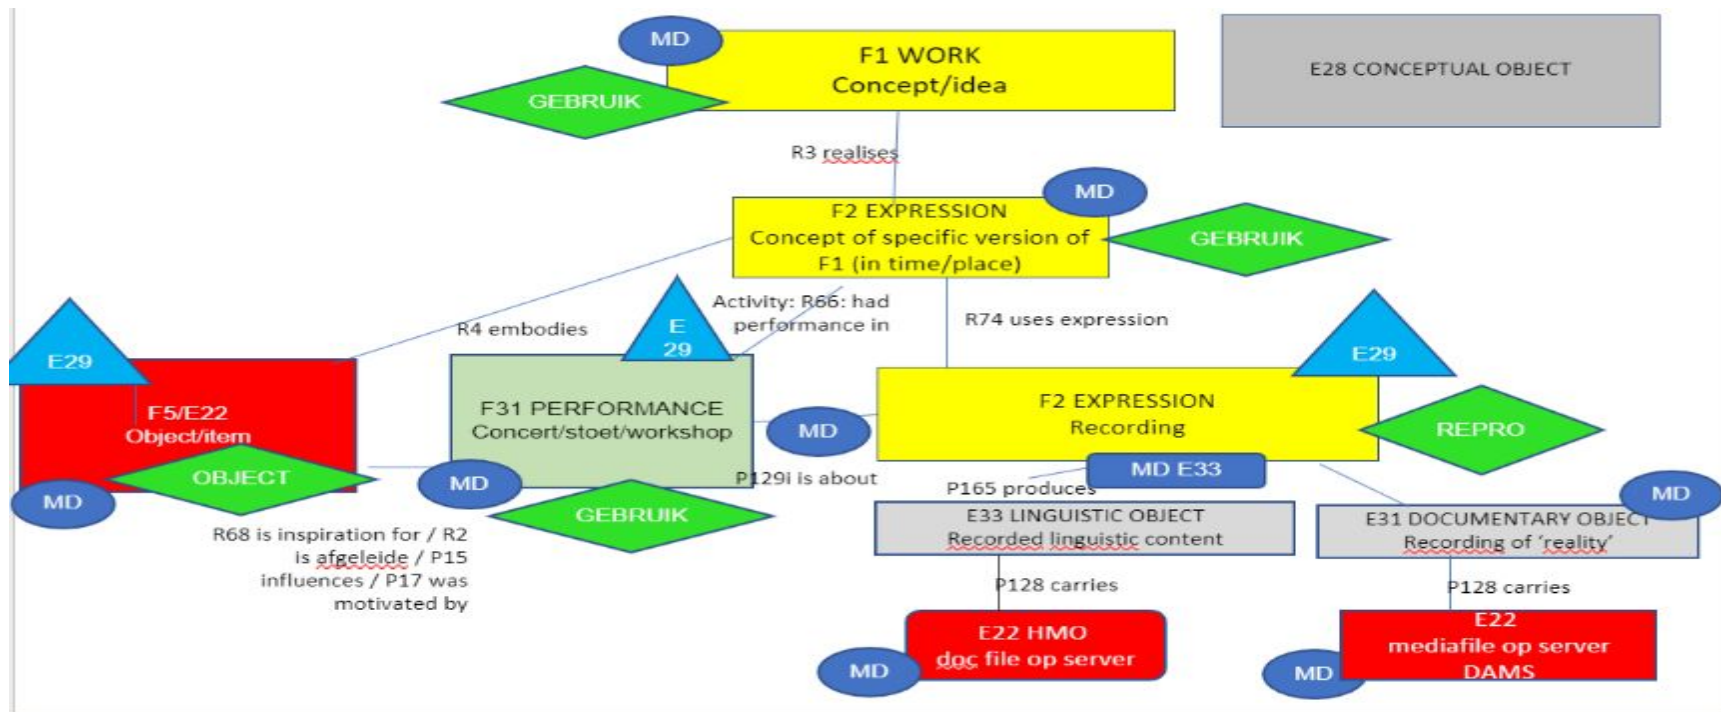 MD
F1 WORK
Concept/idea
GEBRUIK
E28 CONCEPTUAL OBJECT
R3 realises
MD
F2 EXPRESSION
Concept of specific version of
F1 (in time/place)
GEBRUIK
Activity: R66: had
performance in
R4 embodies
R74 uses expression
E29
E
29
E29
F5/E22
Object/item
OBJECT
MD
F31 PERFORMANCE
Concert/stoet/workshop
MD
MD
GEBRUIK
F2 EXPRESSION
Recording
REPRO
MD E33
P129i is about
P165 produces
MD
R68 is inspiration for / R2
is afgeleide / P15
influences / P17 was
motivated by
E33 LINGUISTIC OBJECT
Recorded linguistic content
E31 DOCUMENTARY OBJECT
Recording of ‘reality’
P128 carries
P128 carries
E22 HMO
doc file op server
MD
E22
mediafile op server
DAMS
MD